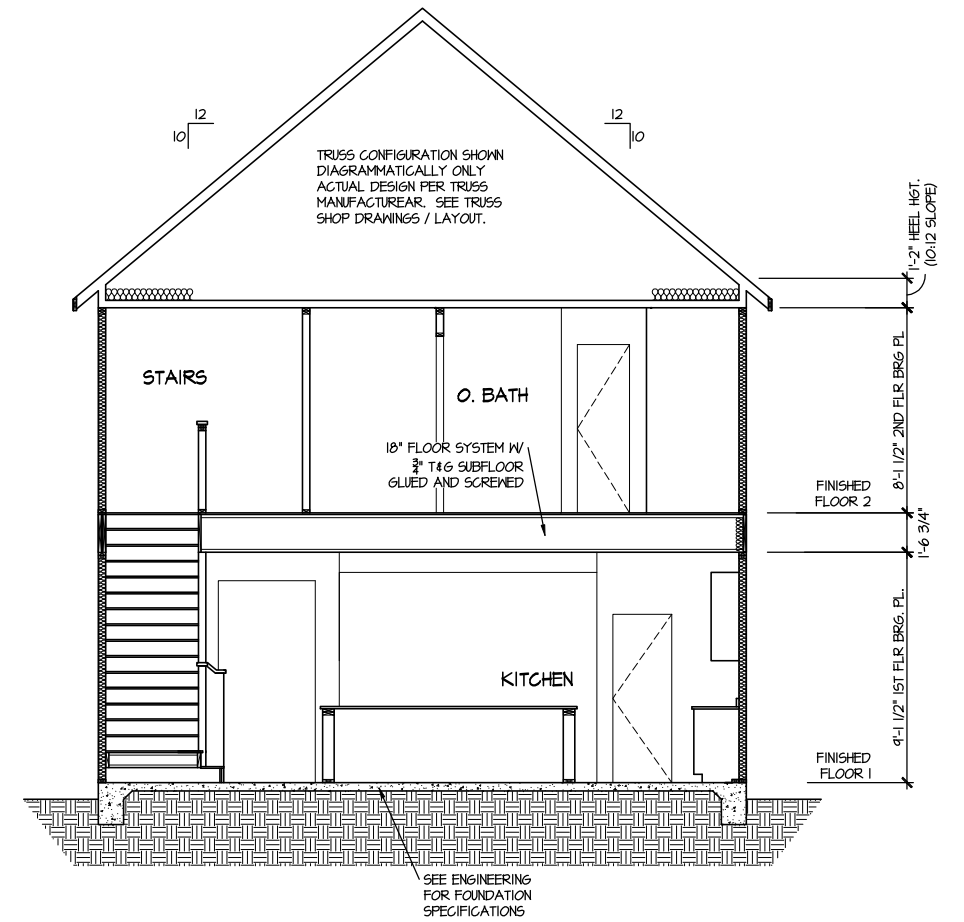 12
10
12
10
TRUSS CONFIGURATION SHOWN
DIAGRAMMATICALLY ONLY
ACTUAL DESIGN PER TRUSS
MANUFACTUREAR. SEE TRUSS
SHOP DRAWINGS / LAYOUT.
1'-2" HEEL HGT.
(10:12 SLOPE)
STAIRS
O. BATH
8'-1 1/2" 2ND FLR BRG PL
18" FLOOR SYSTEM W/
3/4" T&G SUBFLOOR
GLUED AND SCREWED
FINISHED
FLOOR 2
1'-6 3/4"
KITCHEN
9'-1 1/2" 1ST FLR BRG. PL.
FINISHED
FLOOR 1
SEE ENGINEERING
FOR FOUNDATION
SPECIFICATIONS